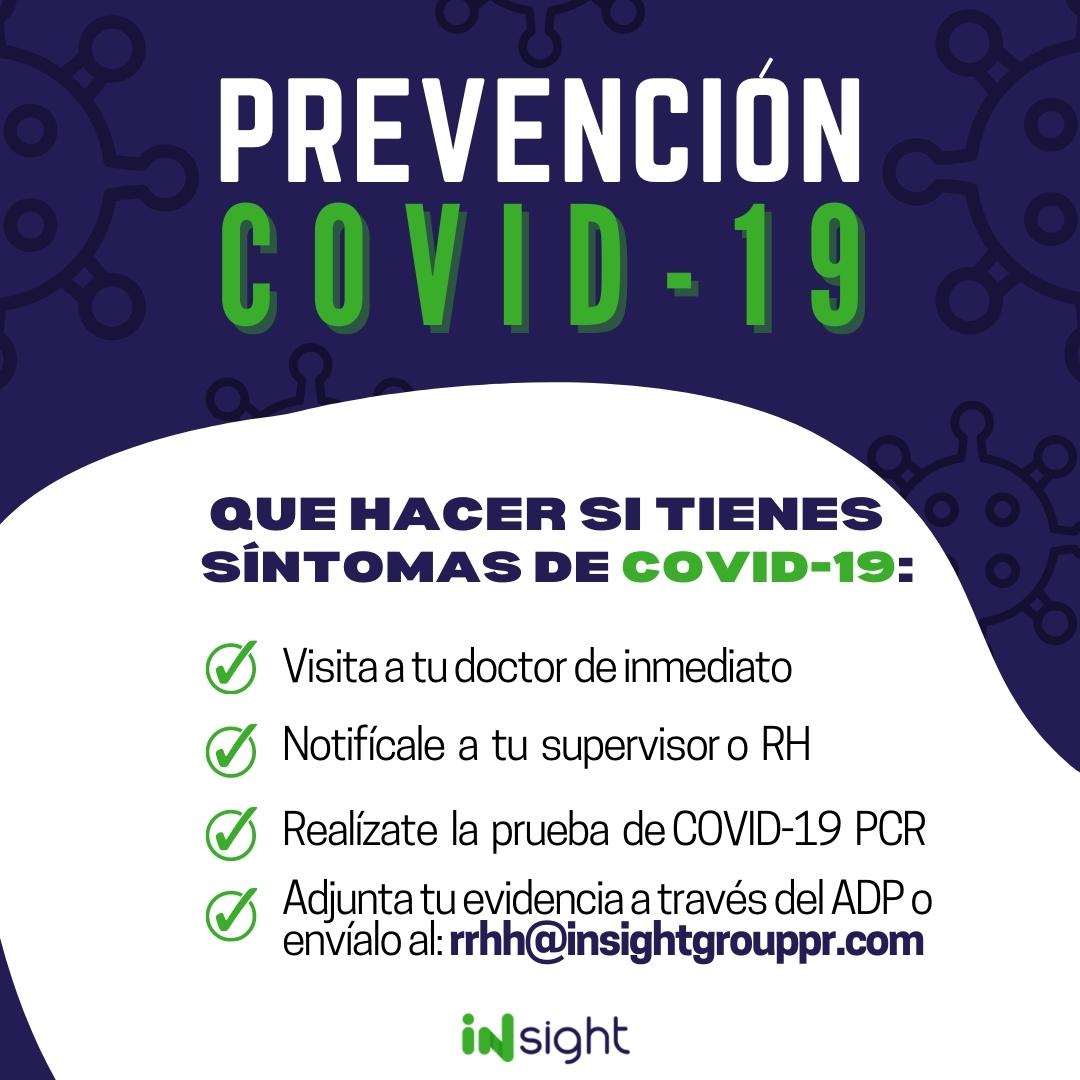 PREVENCIÓN
COVID-19
QUE HACER SI TIENES
SÍNTOMAS DE COVID-19:
Visita a tu doctor de inmediato
Notifícale a tu supervisor o RH
Realízate la prueba de COVID-19 PCR
Adjunta tu evidencia a través del ADP o
envíalo al: rrhh@insightgrouppr.com
iNsight